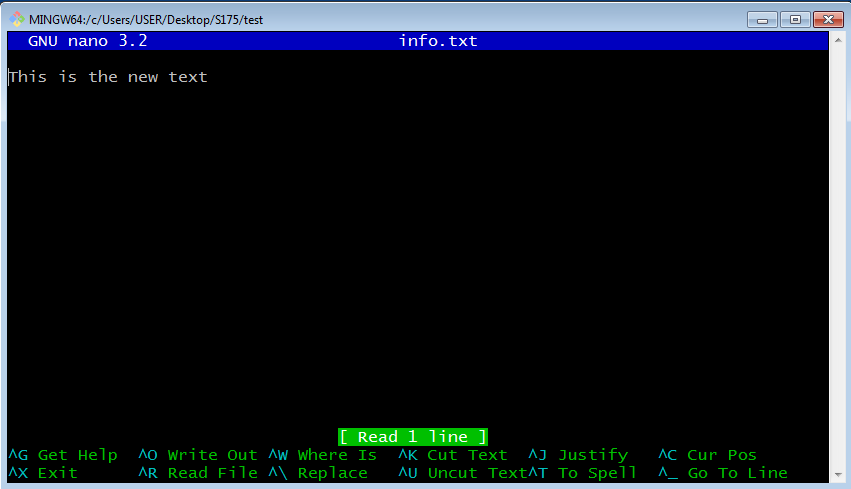 MINGW64:/c/Users/USER/Desktop/S175/test
GNU nano 3.2 info.txt
This is the new text
[ Read 1 line ]
^G Get Help ^O Write Out ^W Where Is ^K Cut Text ^J Justify ^C Cur Pos
^X Exit ^R Read File ^\ Replace ^U Uncut Text^T To Spell ^_ Go To Line